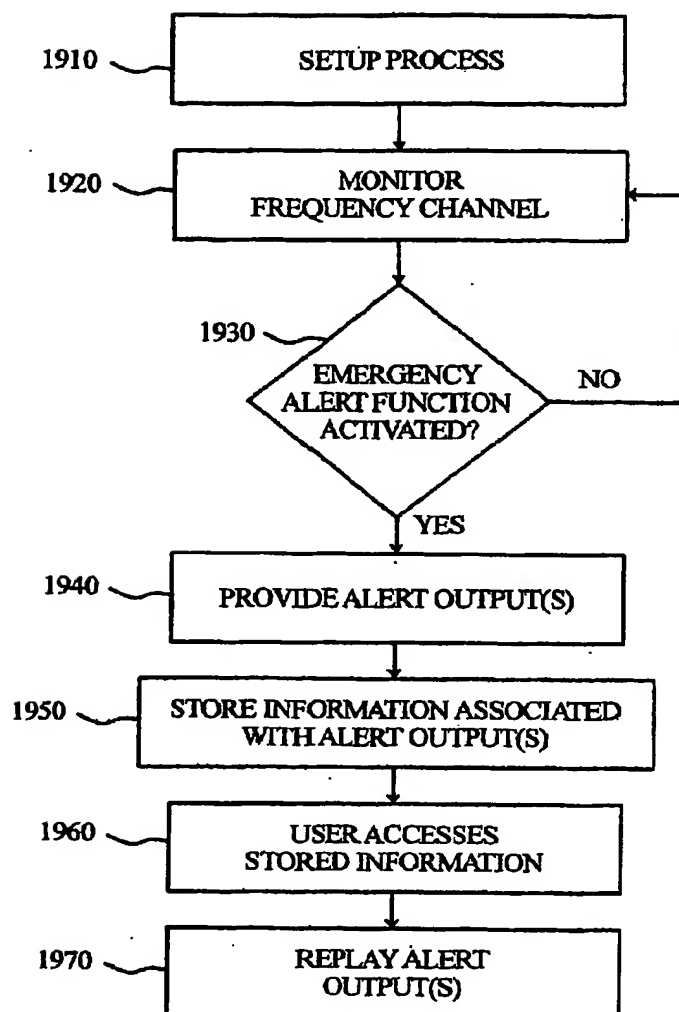 1910
SETUP PROCESS
1920
MONITOR
FREQUENCY CHANNEL
1930
EMERGENCY
ALERT FUNCTION
ACTIVATED?
NO
YES
1940
PROVIDE ALERT OUTPUT(S)
1950
STORE INFORMATION ASSOCIATED
WITH ALERT OUTPUT(S)
1960
USER ACCESSES
STORED INFORMATION
1970
REPLAY ALERT
OUTPUT(S)